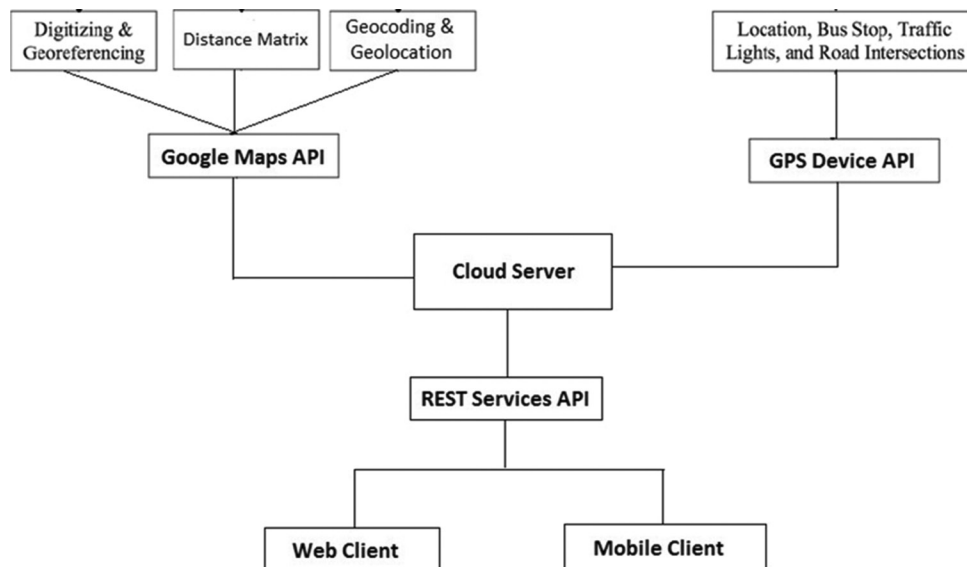 Digitizing &
Georeferencing
Distance Matrix
Geocoding &
Geolocation
Location, Bus Stop, Traffic
Lights, and Road Intersections
Google Maps API
GPS Device API
Cloud Server
REST Services API
Web Client
Mobile Client